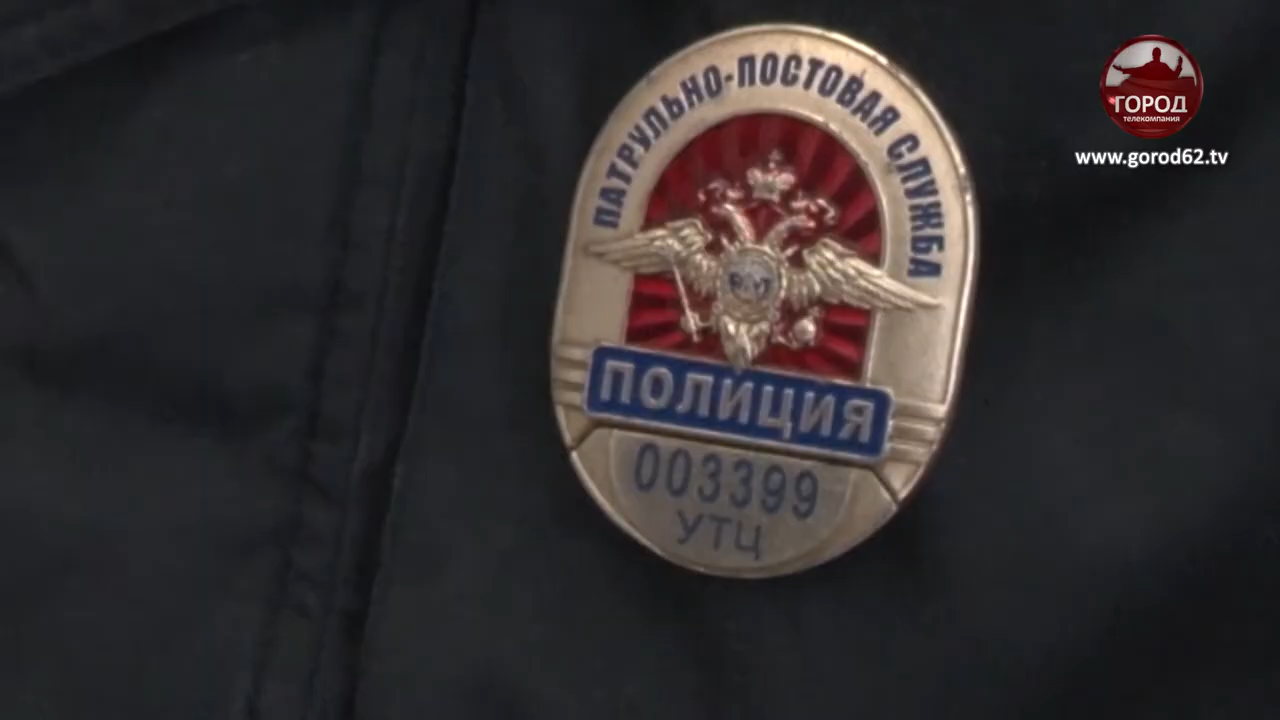 ПАТРУЛЬНО-ПОСТОВАЯ СЛУЖБА
ПОЛИЦИЯ
003399
УТЦ
ГОРОД
телекомпания
www.gorod62.tv